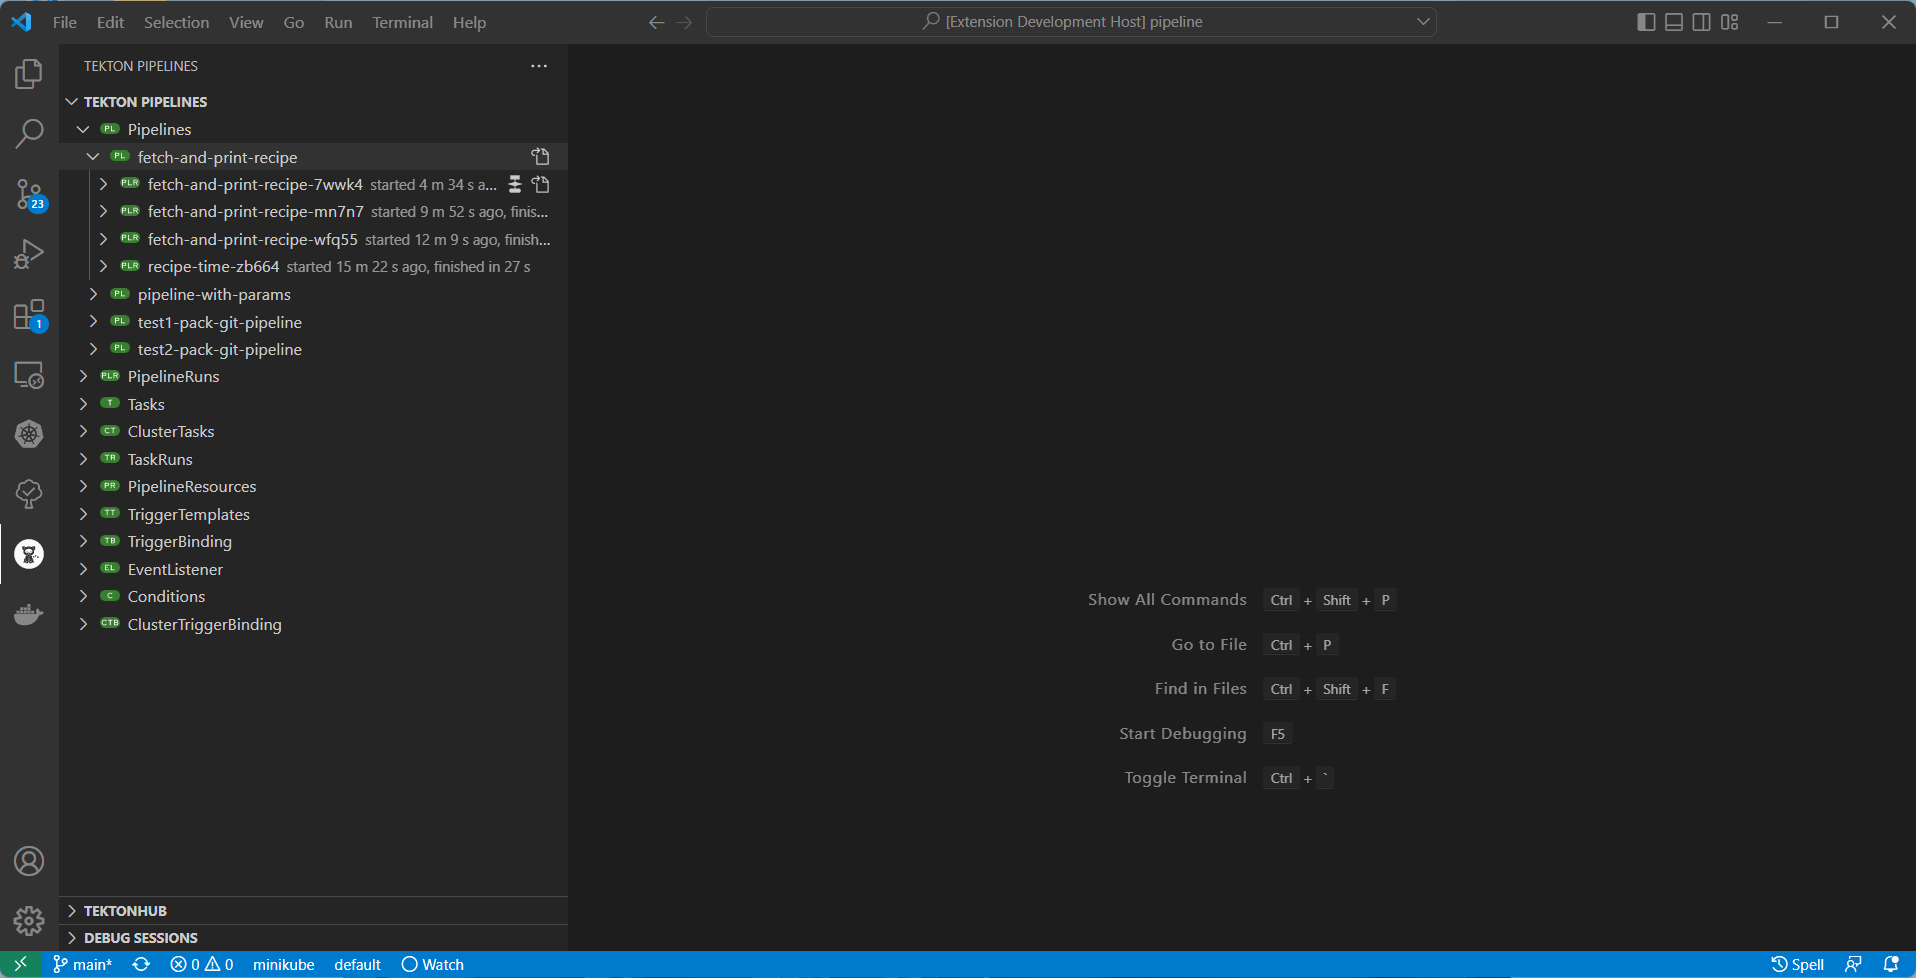 File Edit Selection View Go Run Terminal Help
[Extension Development Host] pipeline
TEKTON PIPELINES
TEKTON PIPELINES
PL Pipelines
PL fetch-and-print-recipe
PLR fetch-and-print-recipe-7wwk4 started 4 m 34 s a...
PLR fetch-and-print-recipe-mn7n7 started 9 m 52 s ago, finis...
PLR fetch-and-print-recipe-wfq55 started 12 m 9 s ago, finish...
PLR recipe-time-zb664 started 15 m 22 s ago, finished in 27 s
PL pipeline-with-params
PL test1-pack-git-pipeline
PL test2-pack-git-pipeline
PLR PipelineRuns
T Tasks
CT ClusterTasks
TR TaskRuns
PR PipelineResources
TT TriggerTemplates
TB TriggerBinding
EL EventListener
C Conditions
CTB ClusterTriggerBinding
23
1
Show All Commands Ctrl + Shift + P
Go to File Ctrl + P
Find in Files Ctrl + Shift + F
Start Debugging F5
Toggle Terminal Ctrl + `
TEKTONHUB
DEBUG SESSIONS
main* 0 0 minikube default Watch Spell